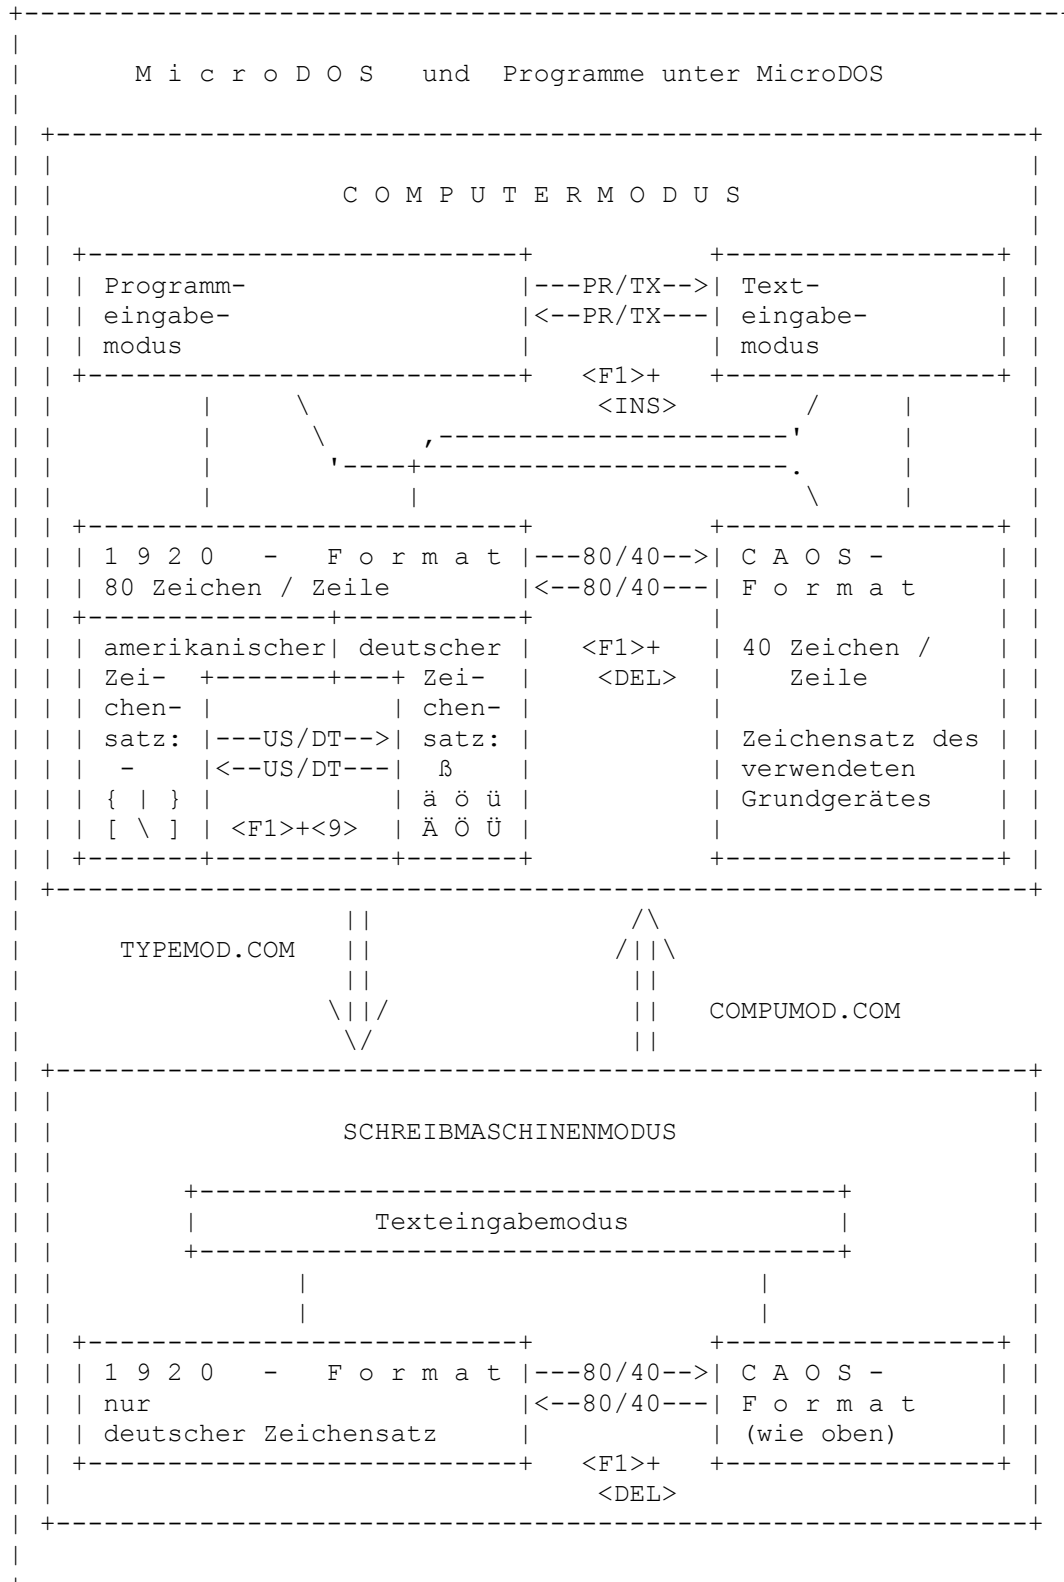 M i c r o D O S   und  Programme unter MicroDOS
C O M P U T E R M O D U S
Programm- ---PR/TX--> Text-
eingabe- <--PR/TX--- eingabe-
modus modus
<F1>+
<INS>
1 9 2 0   -   F o r m a t ---80/40--> C A O S -
80 Zeichen / Zeile <--80/40--- F o r m a t
amerikanischer| deutscher <F1>+ 40 Zeichen /
Zei- Zei- <DEL> Zeile
chen- chen-
satz: ---US/DT--> satz: Zeichensatz des
- <--US/DT--- ß verwendeten
{ | } ä ö ü Grundgerätes
[ \ ] <F1>+<9> Ä Ö Ü
TYPEMOD.COM
COMPUMOD.COM
SCHREIBMASCHINENMODUS
Texteingabemodus
1 9 2 0   -   F o r m a t ---80/40--> C A O S -
nur <--80/40--- F o r m a t
deutscher Zeichensatz (wie oben)
<F1>+
<DEL>